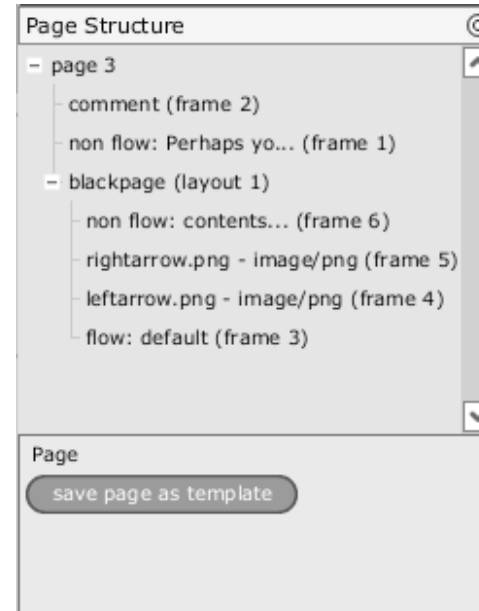 Page Structure
page 3
comment (frame 2)
non flow: Perhaps yo... (frame 1)
blackpage (layout 1)
non flow: contents... (frame 6)
rightarrow.png - image/png (frame 5)
leftarrow.png - image/png (frame 4)
flow: default (frame 3)
Page
save page as template